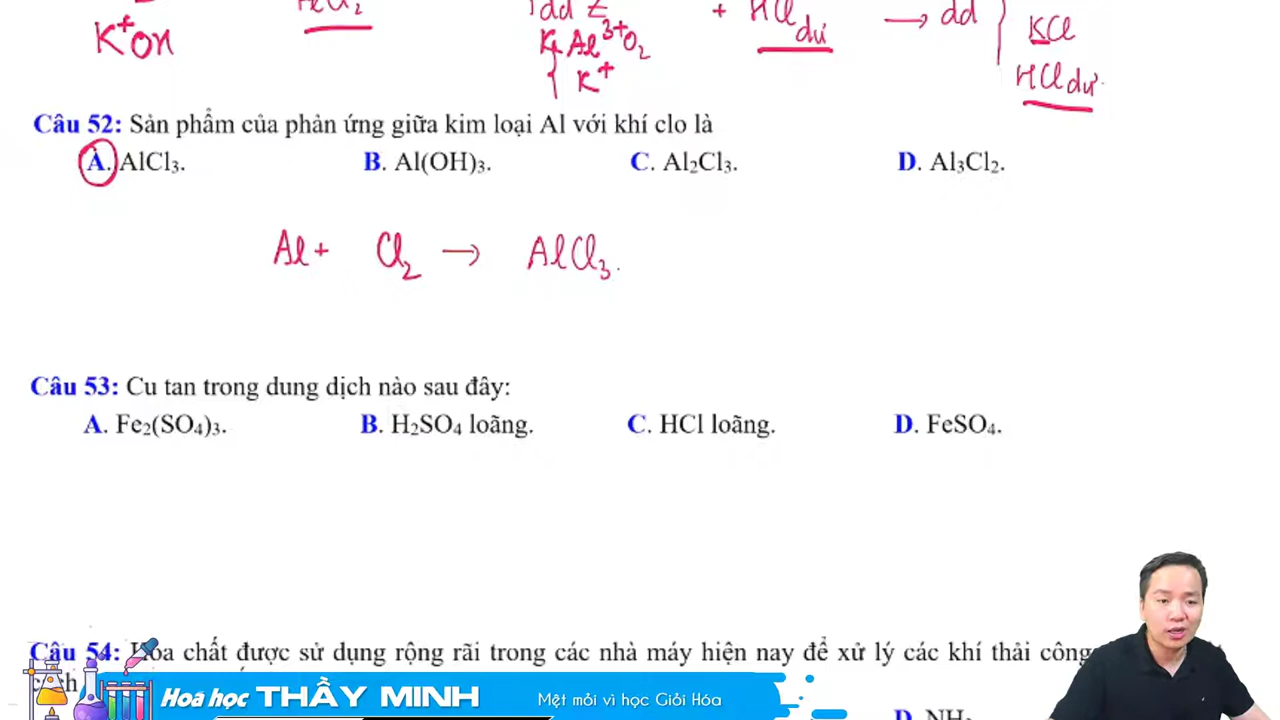 K⁺OH
dd Z
K Al³⁺O₂
K⁺
+ HCl dư → dd
KCl
HCl dư
Câu 52: Sản phẩm của phản ứng giữa kim loại Al với khí clo là
A. AlCl₃. B. Al(OH)₃. C. Al₂Cl₃. D. Al₃Cl₂.
Al + Cl₂ → AlCl₃.
Câu 53: Cu tan trong dung dịch nào sau đây:
A. Fe₂(SO₄)₃. B. H₂SO₄ loãng. C. HCl loãng. D. FeSO₄.
Câu 54: Hóa chất được sử dụng rộng rãi trong các nhà máy hiện nay để xử lý các khí thải công
Hoá học THẦY MINH
Mệt mỏi vì học Giỏi Hóa
D. NH₃